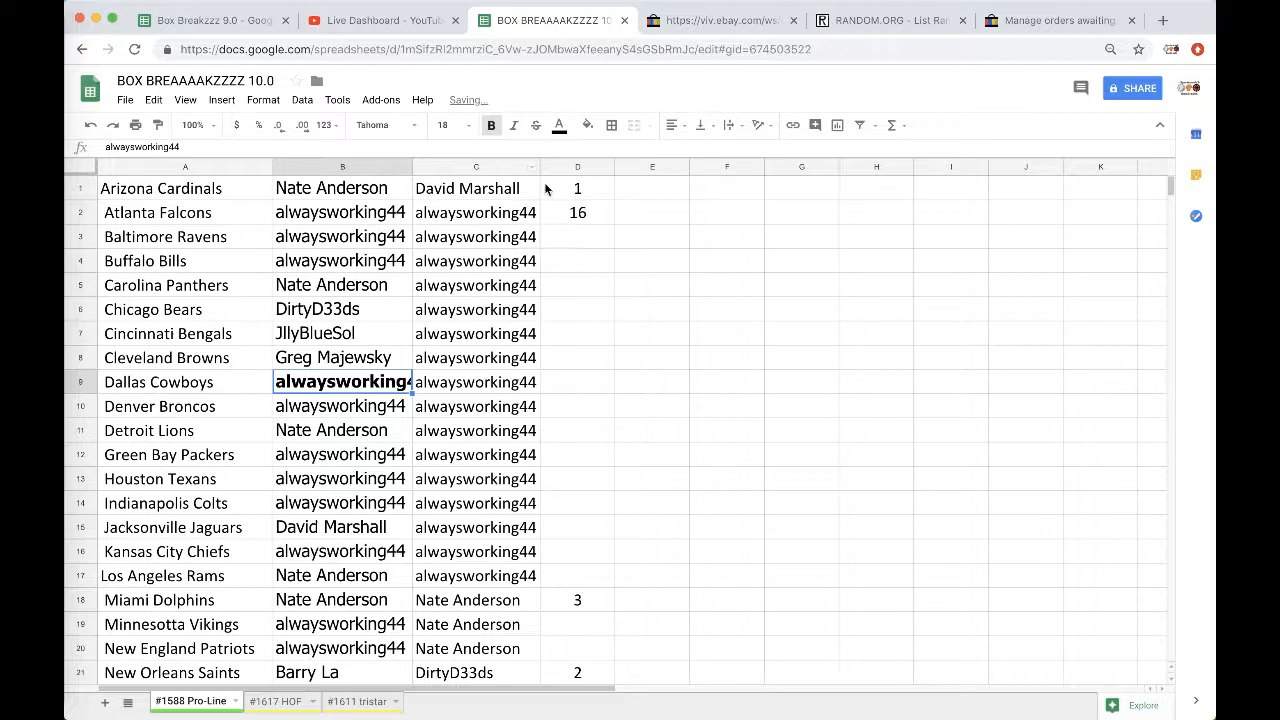 Box Breakzz 9.0 - Goog
Live Dashboard - YouTub
BOX BREAAAAKZZZZ 10.0
https://viv.ebay.com/wo
RANDOM.ORG - List Ran
Manage orders awaiting
https://docs.google.com/spreadsheets/d/1mSifzRI2mmrziC_6Vw-zJOMbwaXfeeanyS4sGSbRmJc/edit#gid=674503522
BOX BREAAAAKZZZZ 10.0
File Edit View Insert Format Data Tools Add-ons Help Saving...
SHARE
100% $ % .0 .00 123 Tahoma 18 B I S A
fx alwaysworking44
A B C D E F G H I J K
1 Arizona Cardinals Nate Anderson David Marshall 1
2 Atlanta Falcons alwaysworking44 alwaysworking44 16
3 Baltimore Ravens alwaysworking44 alwaysworking44
4 Buffalo Bills alwaysworking44 alwaysworking44
5 Carolina Panthers Nate Anderson alwaysworking44
6 Chicago Bears DirtyD33ds alwaysworking44
7 Cincinnati Bengals JllyBlueSol alwaysworking44
8 Cleveland Browns Greg Majewsky alwaysworking44
9 Dallas Cowboys alwaysworking4 alwaysworking44
10 Denver Broncos alwaysworking44 alwaysworking44
11 Detroit Lions Nate Anderson alwaysworking44
12 Green Bay Packers alwaysworking44 alwaysworking44
13 Houston Texans alwaysworking44 alwaysworking44
14 Indianapolis Colts alwaysworking44 alwaysworking44
15 Jacksonville Jaguars David Marshall alwaysworking44
16 Kansas City Chiefs alwaysworking44 alwaysworking44
17 Los Angeles Rams Nate Anderson alwaysworking44
18 Miami Dolphins Nate Anderson Nate Anderson 3
19 Minnesotta Vikings alwaysworking44 Nate Anderson
20 New England Patriots alwaysworking44 Nate Anderson
21 New Orleans Saints Barry La DirtyD33ds 2
#1588 Pro-Line #1617 HOF #1611 tristar
Explore